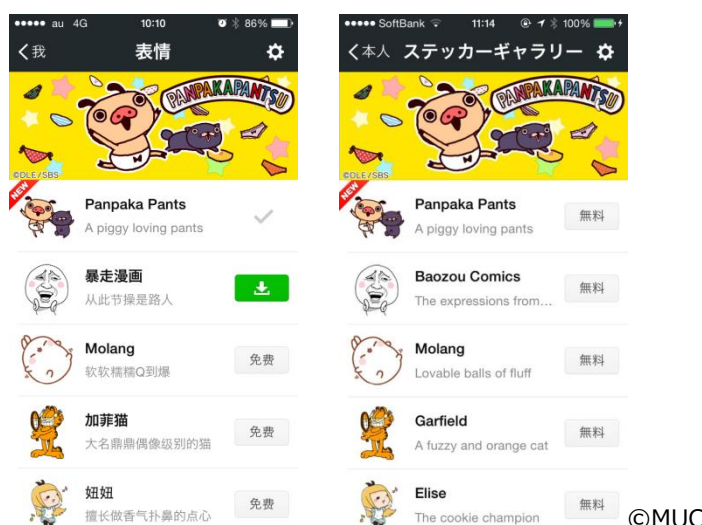 au 4G 10:10 86%
我 表情
PANPAKAPANTSU
©DLE/SBS
NEW
Panpaka Pants
A piggy loving pants
暴走漫画
从此节操是路人
Molang
软软糯糯Q到爆
免费
加菲猫
大名鼎鼎偶像级别的猫
免费
妞妞
擅长做香气扑鼻的点心
免费
SoftBank 11:14 100%
本人 ステッカーギャラリー
PANPAKAPANTSU
©DLE/SBS
NEW
Panpaka Pants
A piggy loving pants
無料
Baozou Comics
The expressions from...
無料
Molang
Lovable balls of fluff
無料
Garfield
A fuzzy and orange cat
無料
Elise
The cookie champion
無料
©MUC